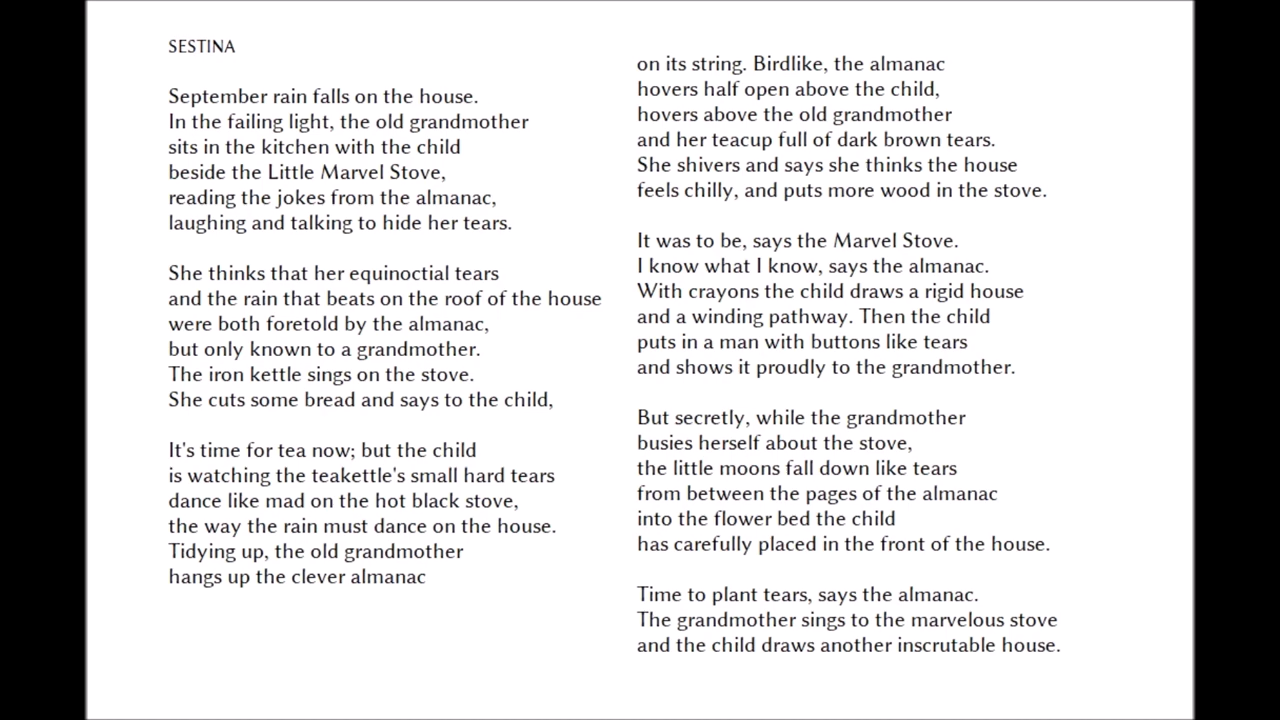 SESTINA
September rain falls on the house.
In the failing light, the old grandmother
sits in the kitchen with the child
beside the Little Marvel Stove,
reading the jokes from the almanac,
laughing and talking to hide her tears.
She thinks that her equinoctial tears
and the rain that beats on the roof of the house
were both foretold by the almanac,
but only known to a grandmother.
The iron kettle sings on the stove.
She cuts some bread and says to the child,
It's time for tea now; but the child
is watching the teakettle's small hard tears
dance like mad on the hot black stove,
the way the rain must dance on the house.
Tidying up, the old grandmother
hangs up the clever almanac
on its string. Birdlike, the almanac
hovers half open above the child,
hovers above the old grandmother
and her teacup full of dark brown tears.
She shivers and says she thinks the house
feels chilly, and puts more wood in the stove.
It was to be, says the Marvel Stove.
I know what I know, says the almanac.
With crayons the child draws a rigid house
and a winding pathway. Then the child
puts in a man with buttons like tears
and shows it proudly to the grandmother.
But secretly, while the grandmother
busies herself about the stove,
the little moons fall down like tears
from between the pages of the almanac
into the flower bed the child
has carefully placed in the front of the house.
Time to plant tears, says the almanac.
The grandmother sings to the marvelous stove
and the child draws another inscrutable house.